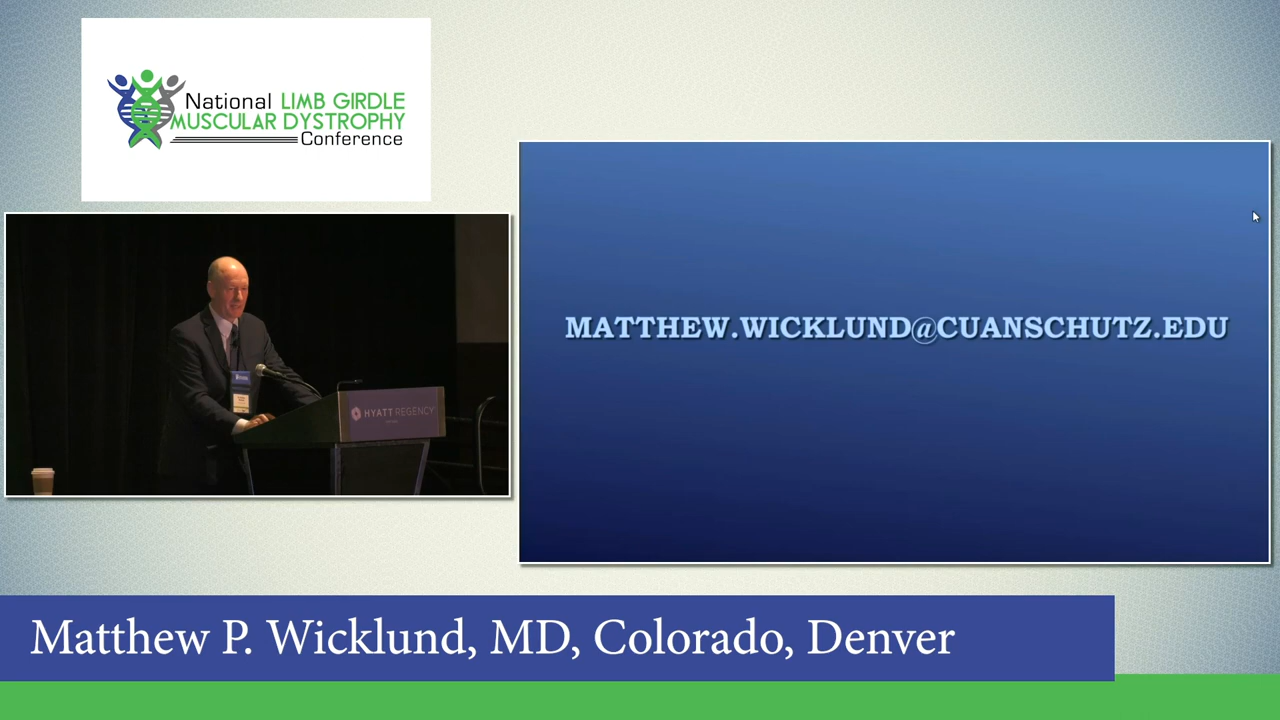 National LIMB GIRDLE
MUSCULAR DYSTROPHY
Conference
MATTHEW.WICKLUND@CUANSCHUTZ.EDU
HYATT REGENCY
Matthew P. Wicklund, MD, Colorado, Denver